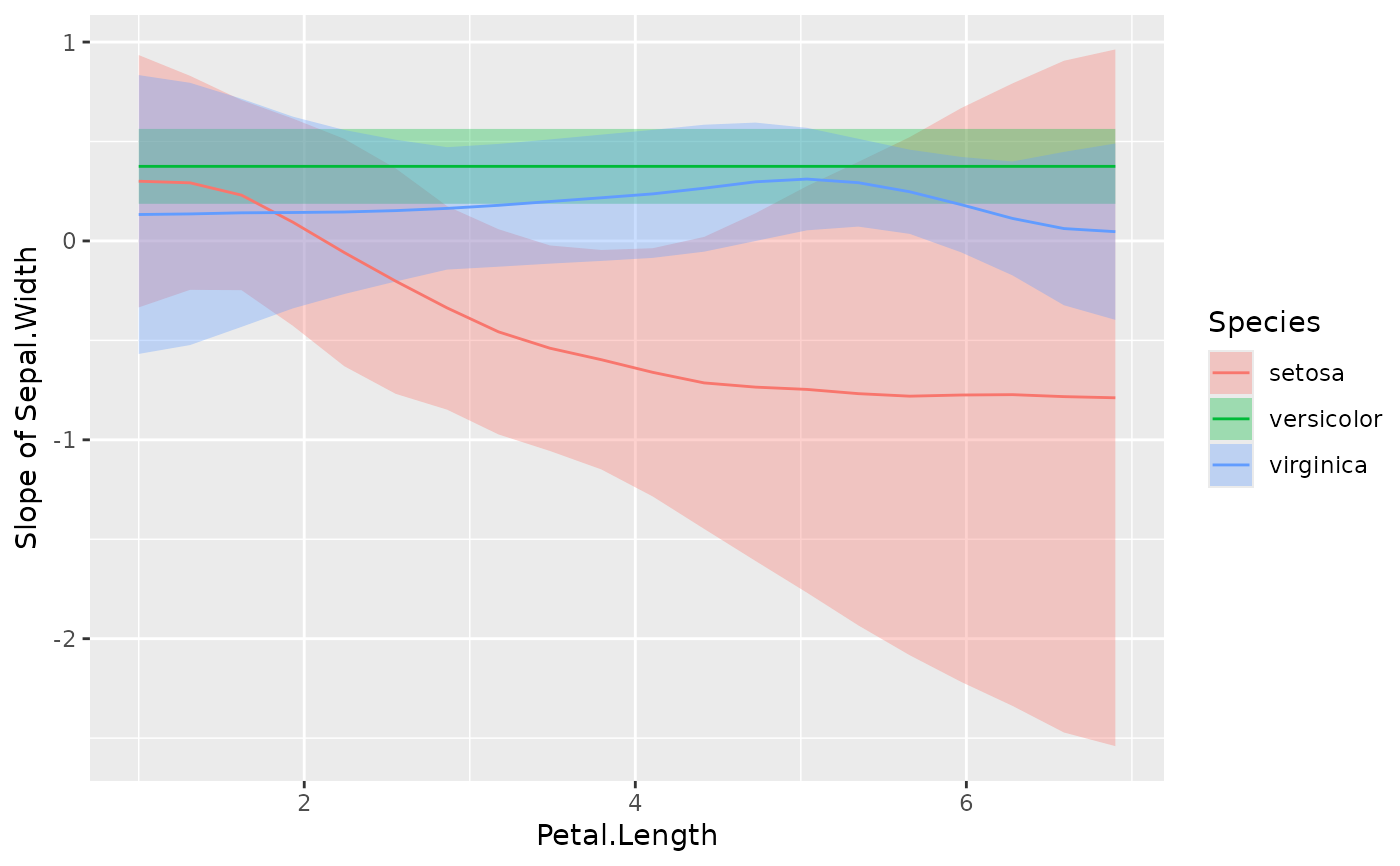 1
0
-1
-2
Slope of Sepal.Width
2
4
6
Petal.Length
Species
setosa
versicolor
virginica